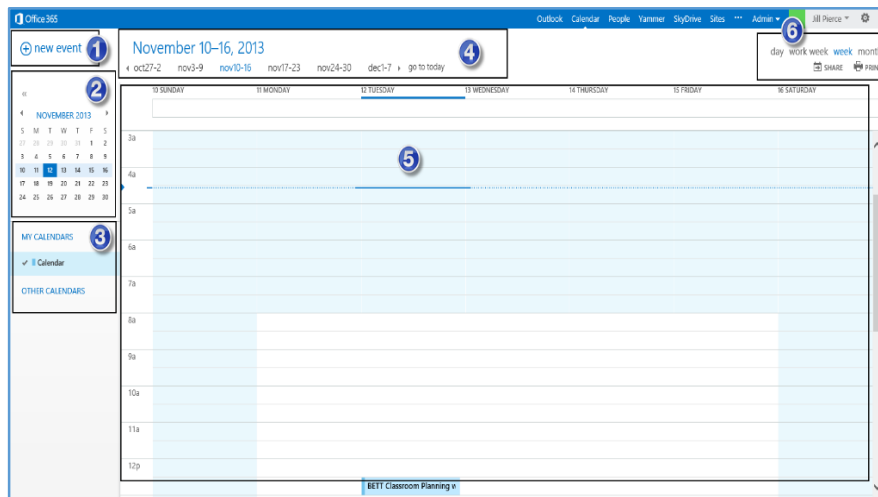 Office 365
Outlook Calendar People Yammer SkyDrive Sites ··· Admin Jill Pierce
1
new event
November 10–16, 2013
4
6
oct27-2 nov3-9 nov10-16 nov17-23 nov24-30 dec1-7 go to today
day work week week mont
SHARE PRIN
2
«
NOVEMBER 2013
S M T W T F S
27 28 29 30 31 1 2
3 4 5 6 7 8 9
10 11 12 13 14 15 16
17 18 19 20 21 22 23
24 25 26 27 28 29 30
3
MY CALENDARS
Calendar
OTHER CALENDARS
10 SUNDAY 11 MONDAY 12 TUESDAY 13 WEDNESDAY 14 THURSDAY 15 FRIDAY 16 SATURDAY
5
3a
4a
5a
6a
7a
8a
9a
10a
11a
12p
BETT Classroom Planning w